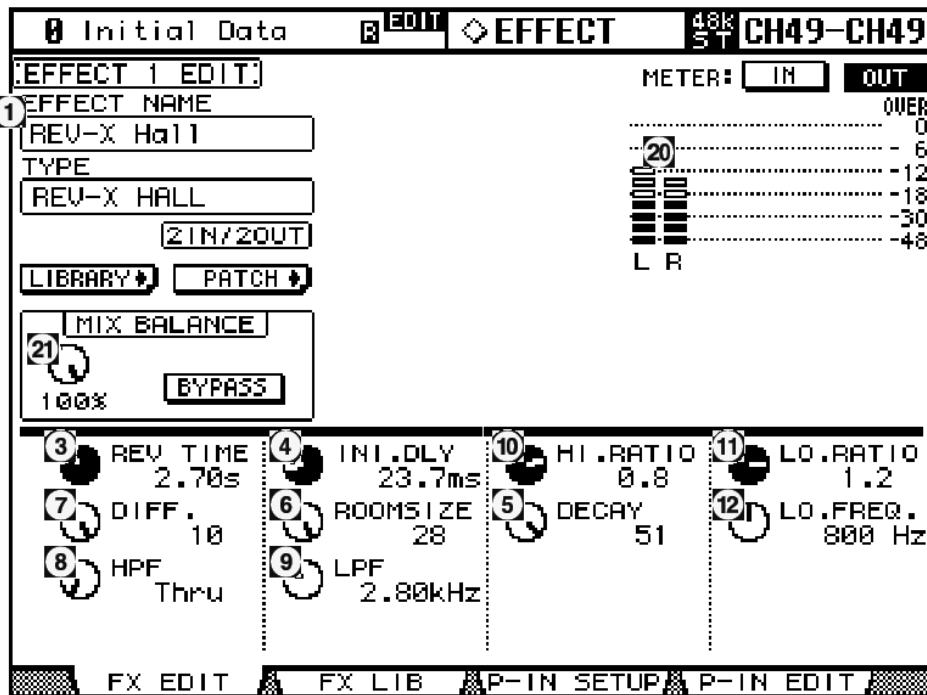 0 Initial Data R EDIT ◇EFFECT 48k ST CH49-CH49
EFFECT 1 EDIT METER: IN OUT
1 EFFECT NAME OVER
REV-X Hall 0
20 - 6
TYPE -12
REV-X HALL -18
-30
2IN/2OUT -48
L R
LIBRARY PATCH
MIX BALANCE
21
BYPASS
100%
3 REV TIME 4 INI.DLY 10 HI.RATIO 11 LO.RATIO
2.70s 23.7ms 0.8 1.2
7 DIFF. 6 ROOMSIZE 5 DECAY 12 LO.FREQ.
10 28 51 800 Hz
8 HPF 9 LPF
Thru 2.80kHz
FX EDIT FX LIB P-IN SETUP P-IN EDIT